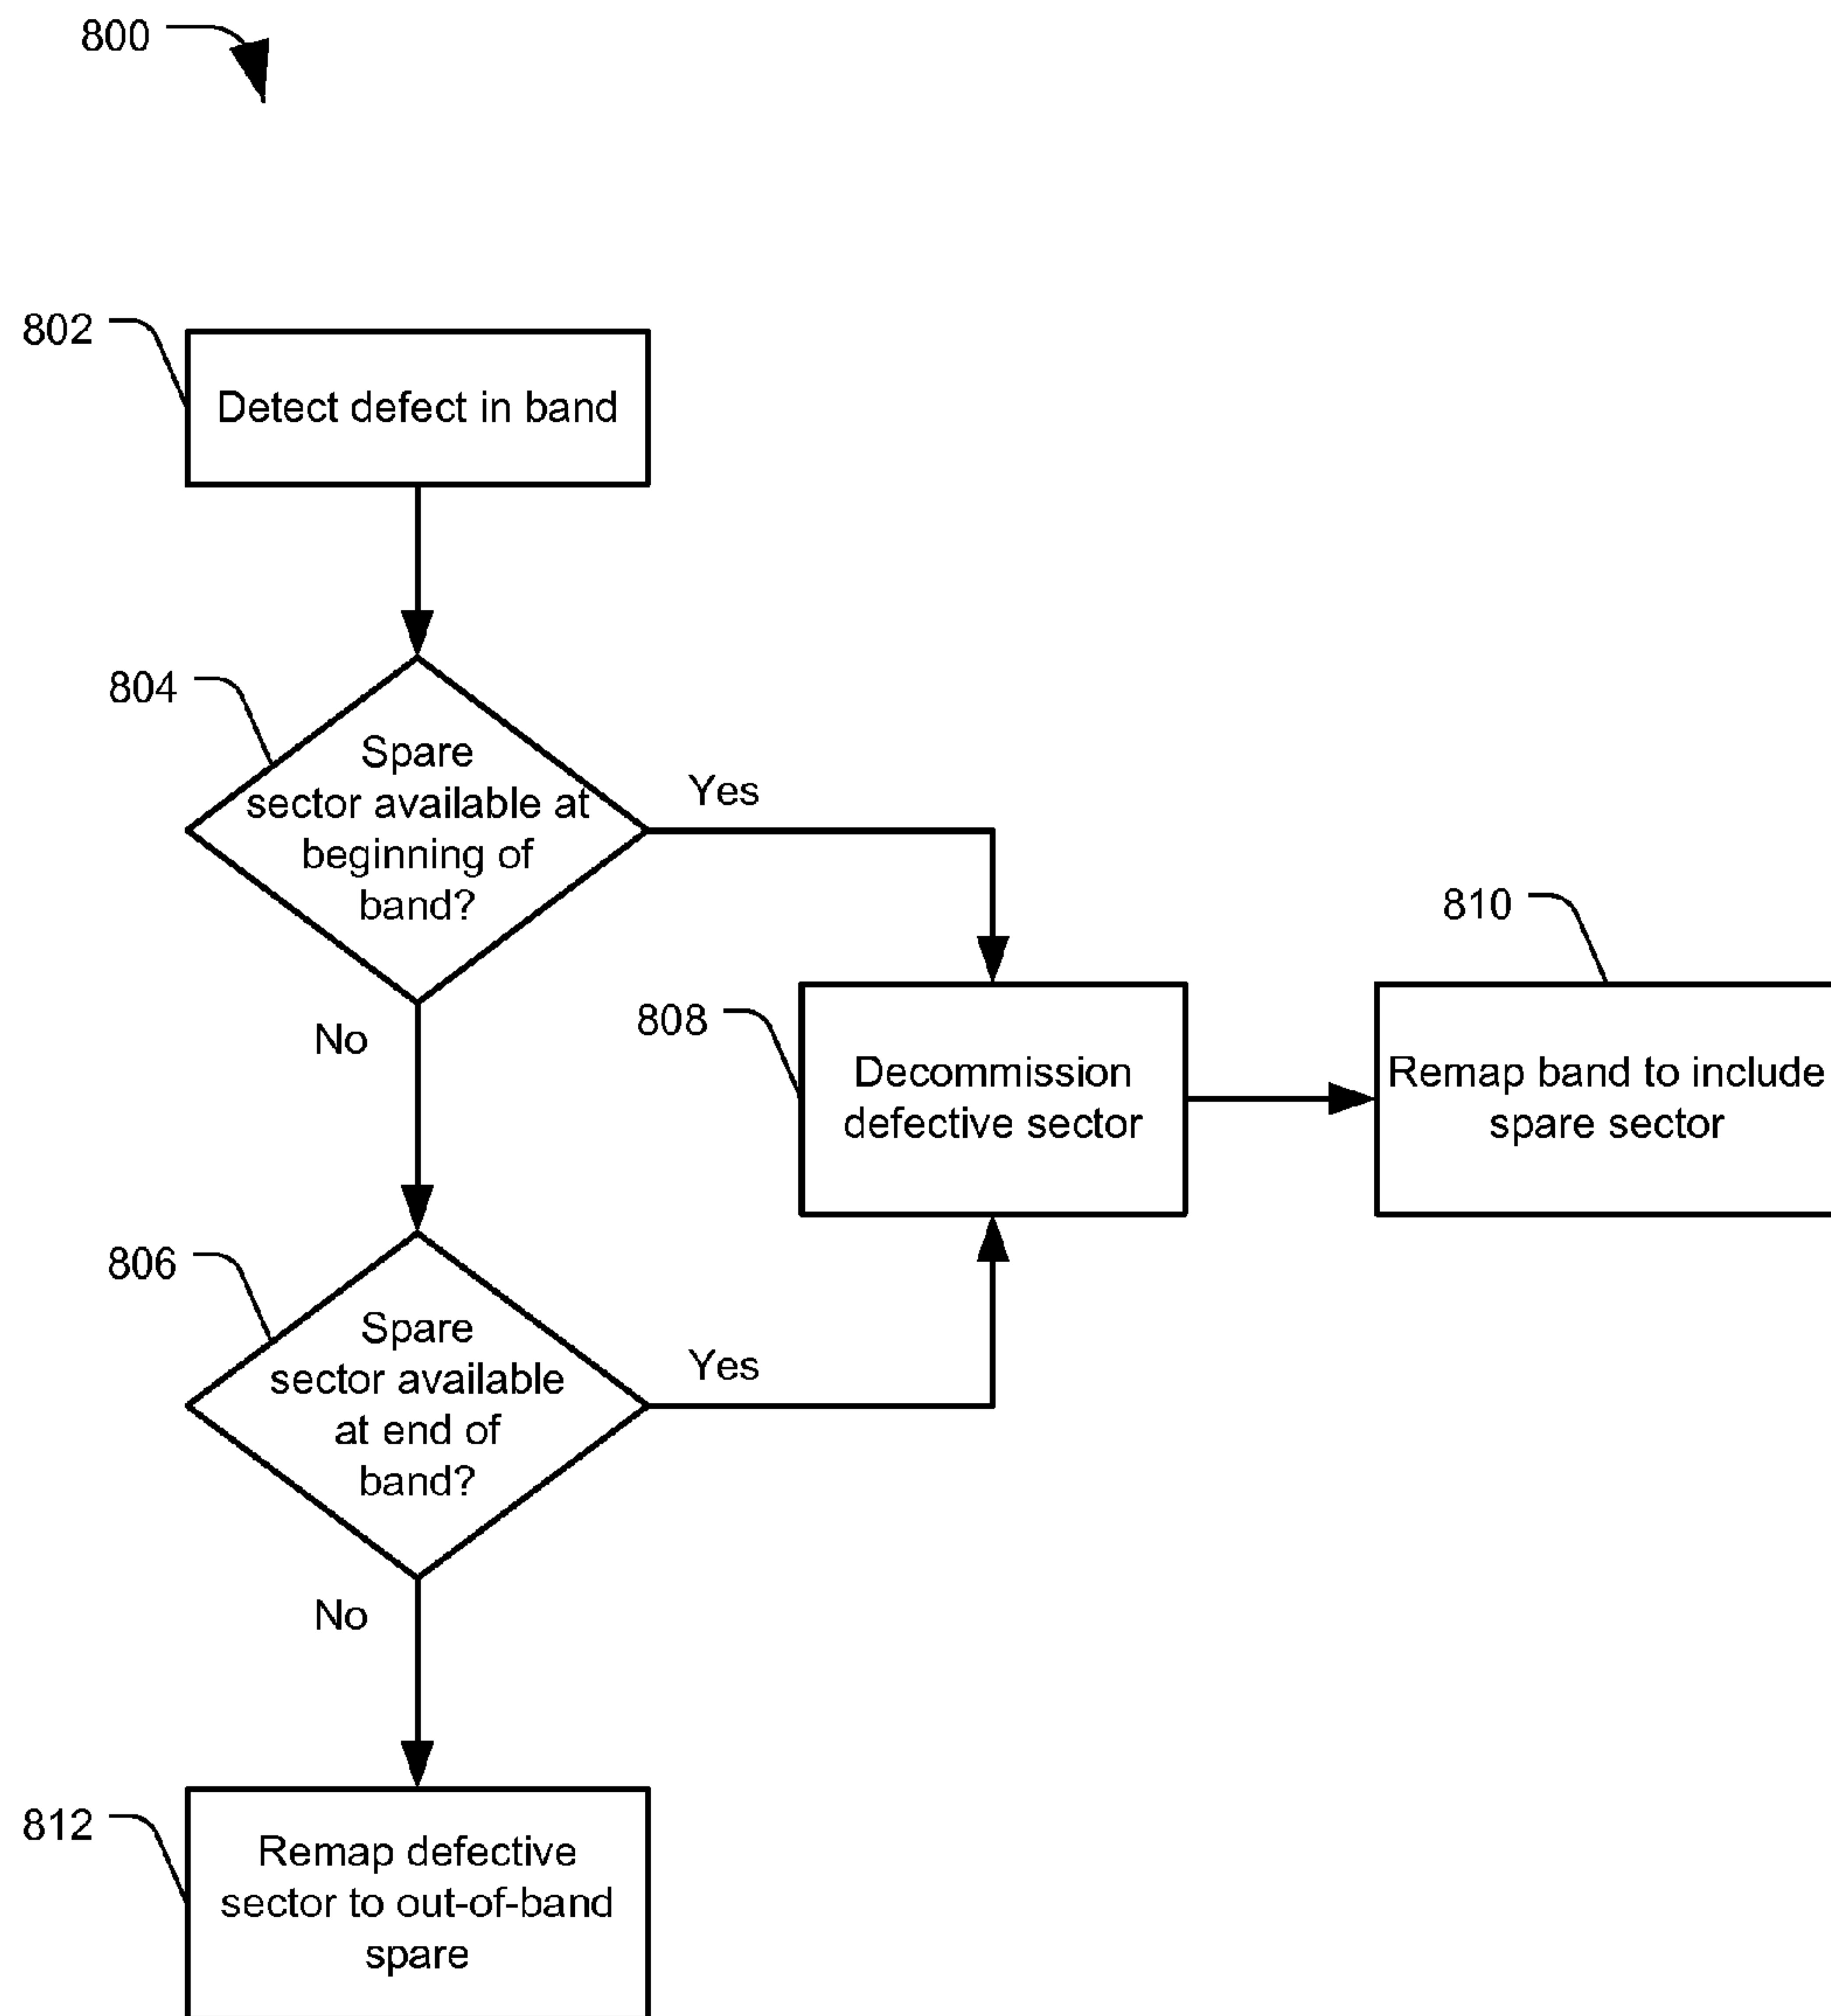 800
802
Detect defect in band
804
Spare
sector available at
beginning of
band?
Yes
No
810
808
Decommission
defective sector
Remap band to include
spare sector
806
Spare
sector available
at end of
band?
Yes
No
812
Remap defective
sector to out-of-band
spare